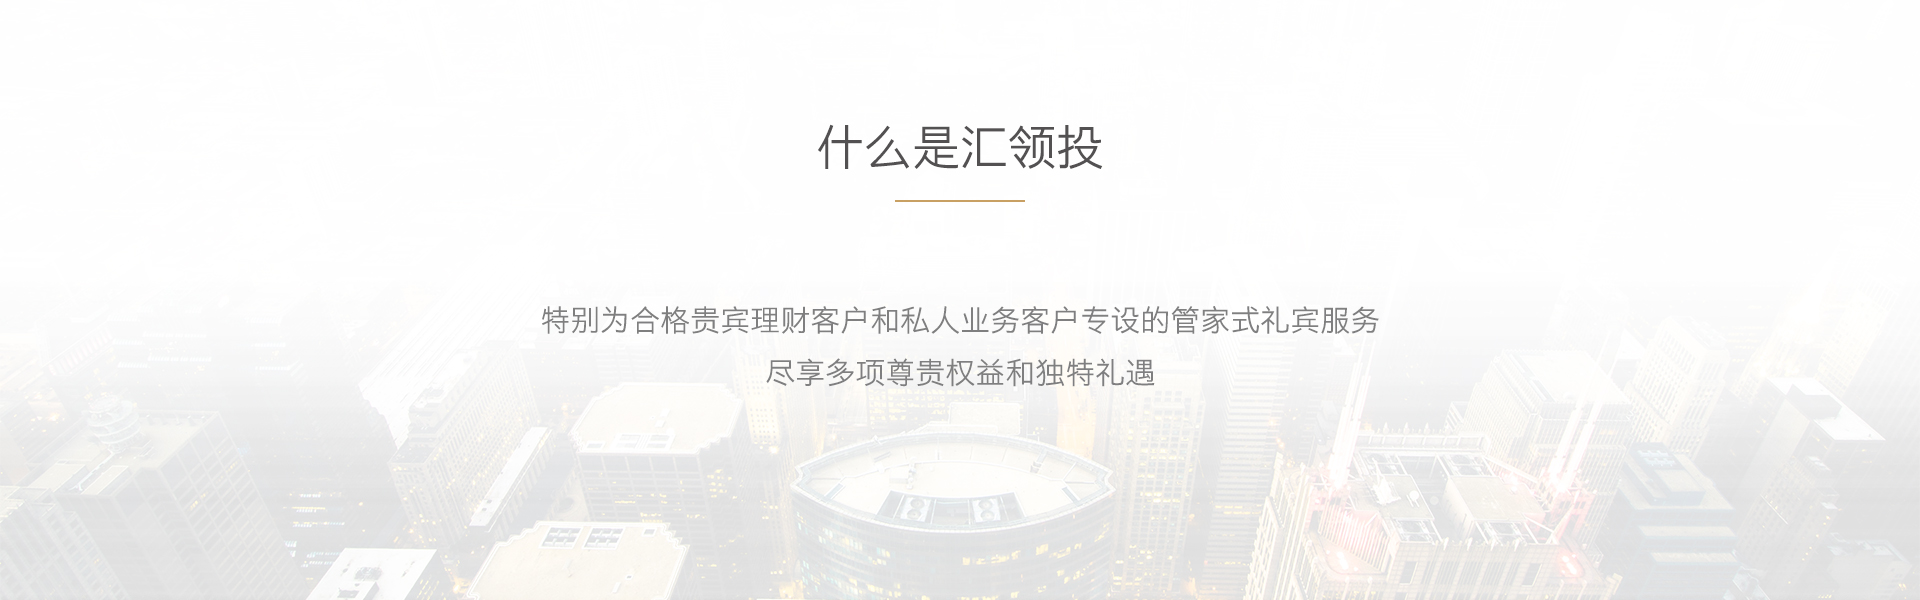 什么是汇领投
特别为合格贵宾理财客户和私人业务客户专设的管家式礼宾服务
尽享多项尊贵权益和独特礼遇